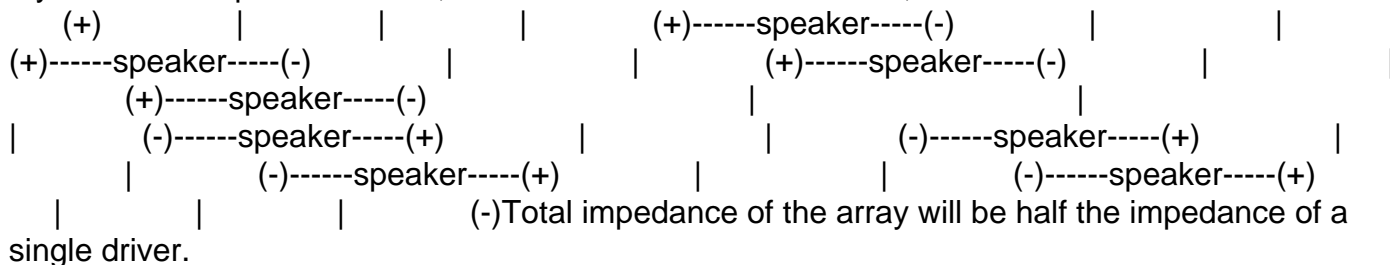 (+) | | | (+)------speaker-----(-) | |
(+)------speaker-----(-) | | (+)------speaker-----(-) | |
(+)------speaker-----(-) | |
| (-)------speaker-----(+) | | (-)------speaker-----(+) |
| (-)------speaker-----(+) | | (-)------speaker-----(+)
| | | (-)Total impedance of the array will be half the impedance of a
single driver.